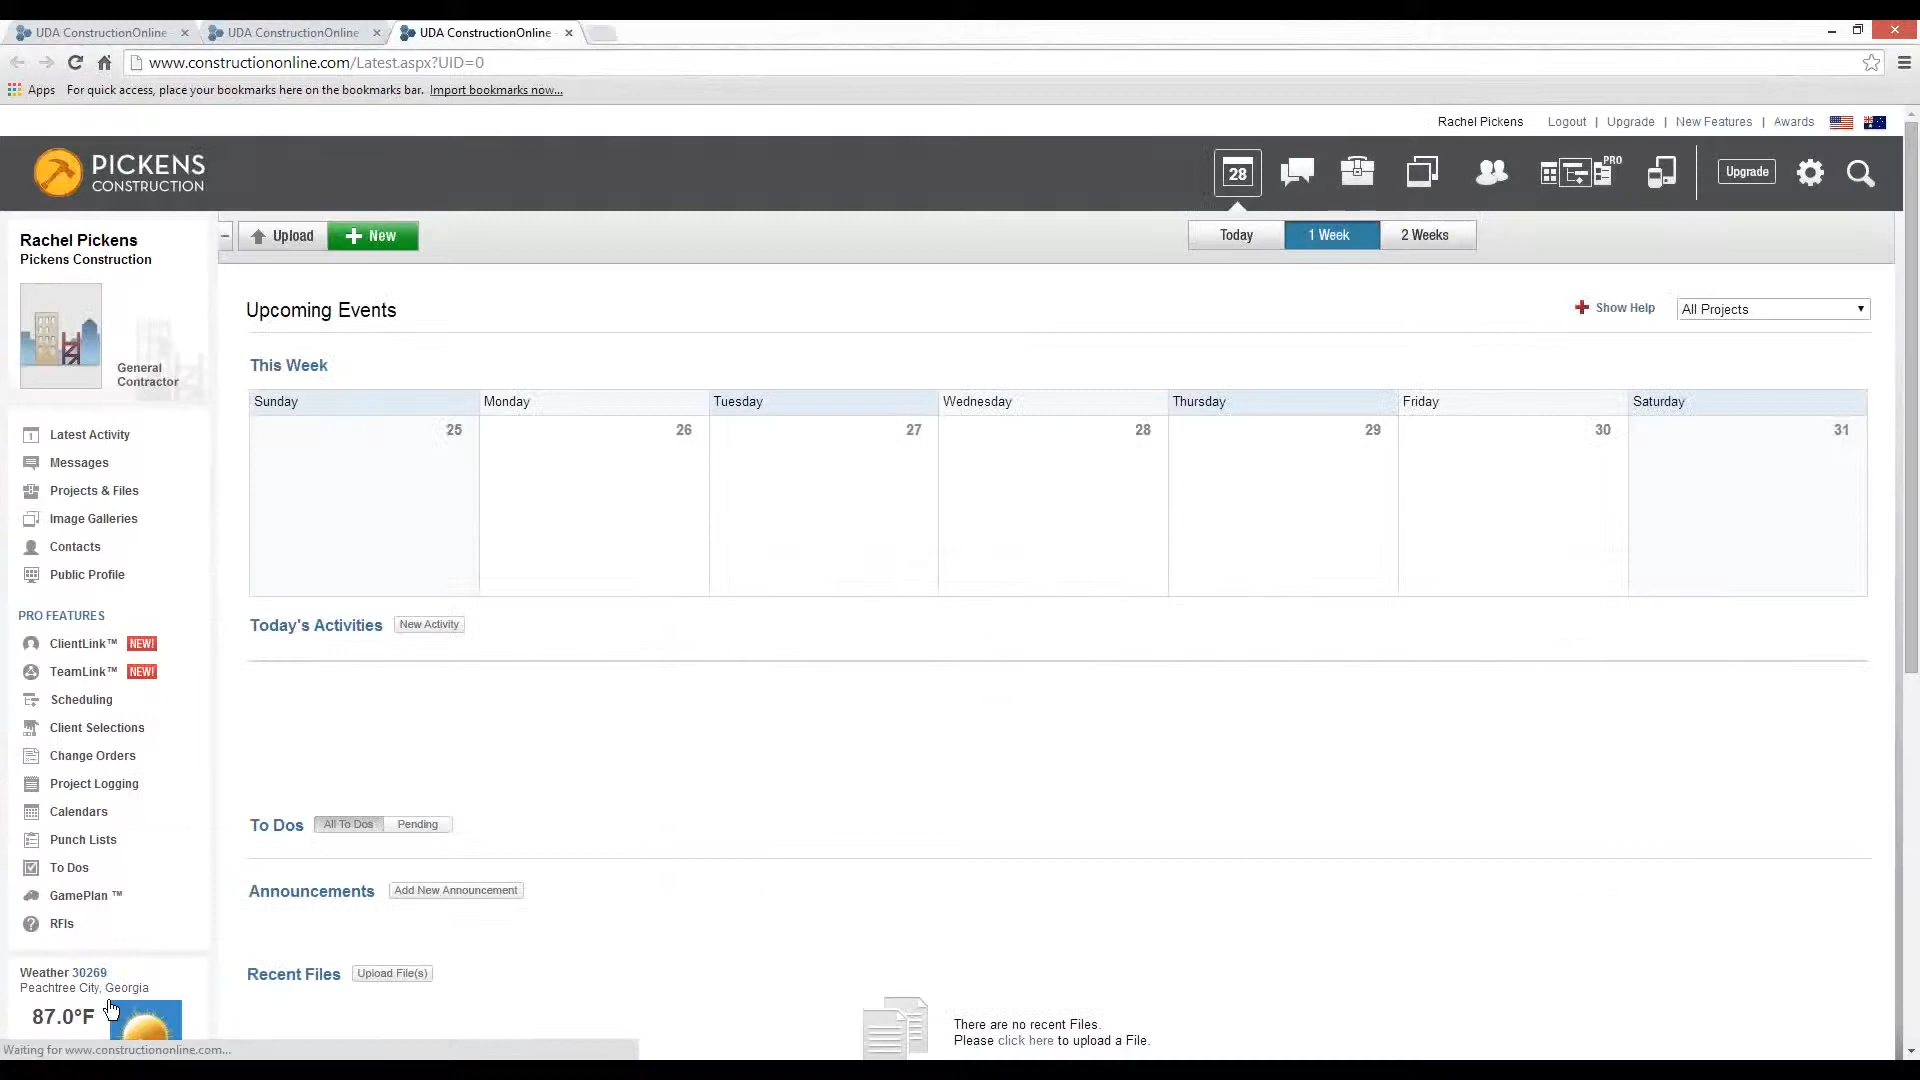 UDA ConstructionOnline
UDA ConstructionOnline
UDA ConstructionOnline
www.constructiononline.com/Latest.aspx?UID=0
Apps For quick access, place your bookmarks here on the bookmarks bar. Import bookmarks now...
Rachel Pickens Logout | Upgrade | New Features | Awards
PICKENS
CONSTRUCTION
28
PRO
Upgrade
Rachel Pickens
Pickens Construction
General
Contractor
Upload
New
Today
1 Week
2 Weeks
Upcoming Events
Show Help
All Projects
This Week
Sunday Monday Tuesday Wednesday Thursday Friday Saturday
25 26 27 28 29 30 31
Latest Activity
Messages
Projects & Files
Image Galleries
Contacts
Public Profile
PRO FEATURES
ClientLink™ NEW!
TeamLink™ NEW!
Scheduling
Client Selections
Change Orders
Project Logging
Calendars
Punch Lists
To Dos
GamePlan ™
RFIs
Today's Activities New Activity
To Dos All To Dos Pending
Announcements Add New Announcement
Recent Files Upload File(s)
There are no recent Files.
Please click here to upload a File.
Weather 30269
Peachtree City, Georgia
87.0°F
Waiting for www.constructiononline.com...